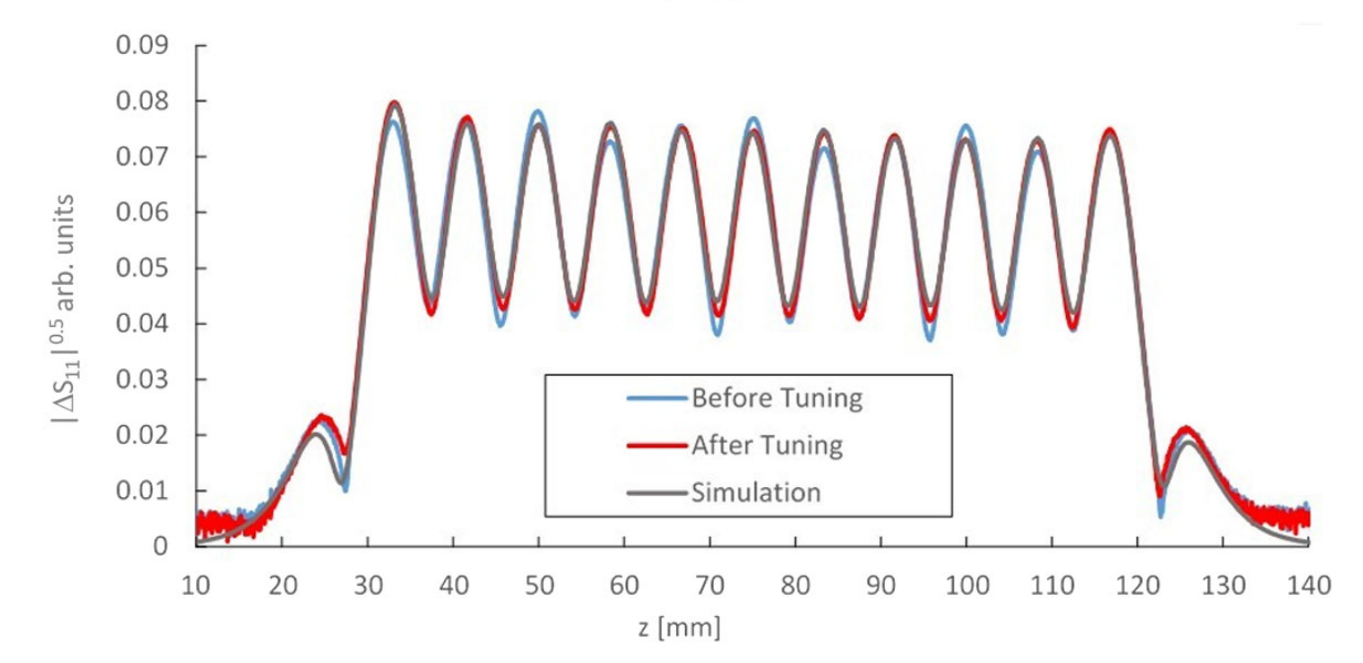 0.09
0.08
0.07
0.06
0.05
0.04
0.03
0.02
0.01
0
|ΔS₁₁|⁰·⁵ arb. units
Before Tuning
After Tuning
Simulation
10 20 30 40 50 60 70 80 90 100 110 120 130 140
z [mm]